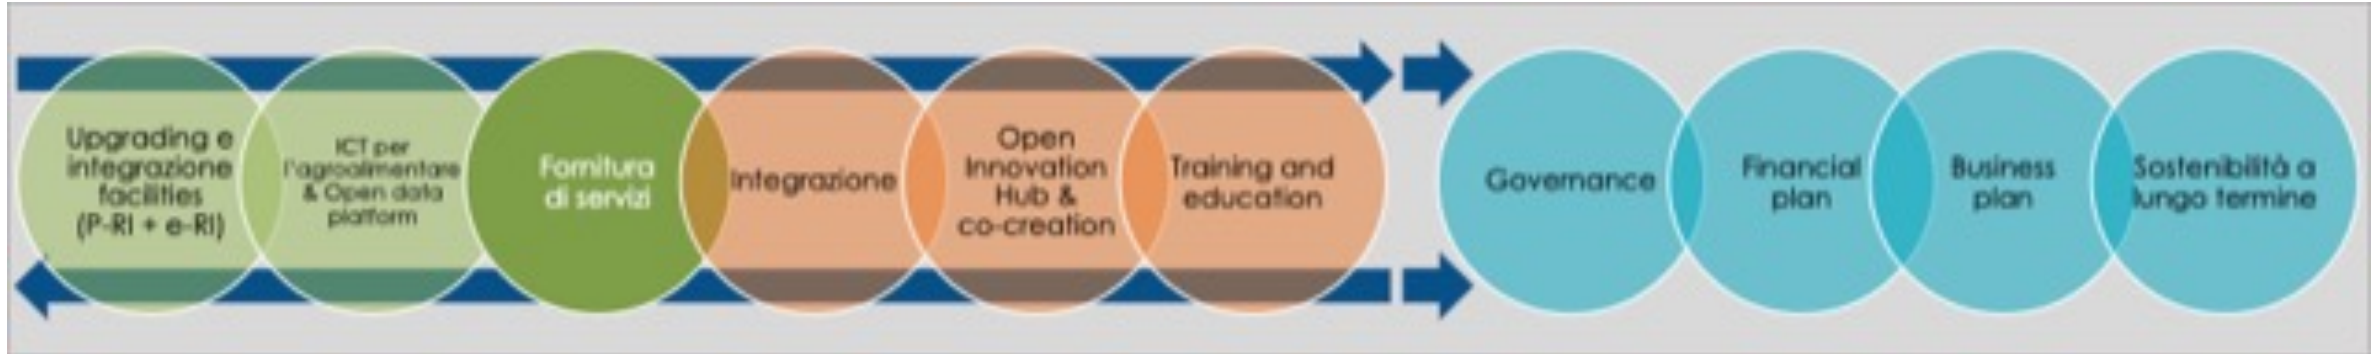 Upgrading e
integrazione
facilities
(P-RI + e-RI)
ICT per
l'agroalimentare
& Open data
platform
Fornitura
di servizi
Integrazione
Open
Innovation
Hub &
co-creation
Training and
education
Governance
Financial
plan
Business
plan
Sostenibilità a
lungo termine